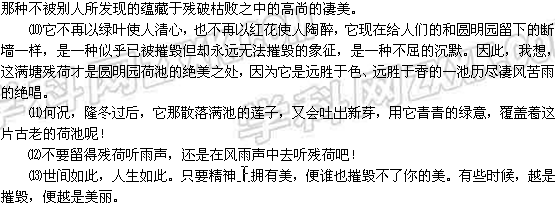 那种不被别人所发现的蕴藏于残破枯败之中的高尚的凄美。
⑽它不再以绿叶使人清心，也不再以红花使人陶醉，它现在给人们的和圆明园留下的断
墙一样，是一种似乎已被摧毁但却永远无法摧毁的象征，是一种不屈的沉默。因此，我想，
这满塘残荷才是圆明园荷池的绝美之处，因为它是远胜于色、远胜于香的一池历尽凄风苦雨
的绝唱。
⑾何况，隆冬过后，它那散落满池的莲子，又会吐出新芽，用它青青的绿意，覆盖着这
片古老的荷池呢！
⑿不要留得残荷听雨声，还是在风雨声中去听残荷吧！
⒀世间如此，人生如此。只要精神上拥有美，便谁也摧毁不了你的美。有些时候，越是
摧毁，便越是美丽。